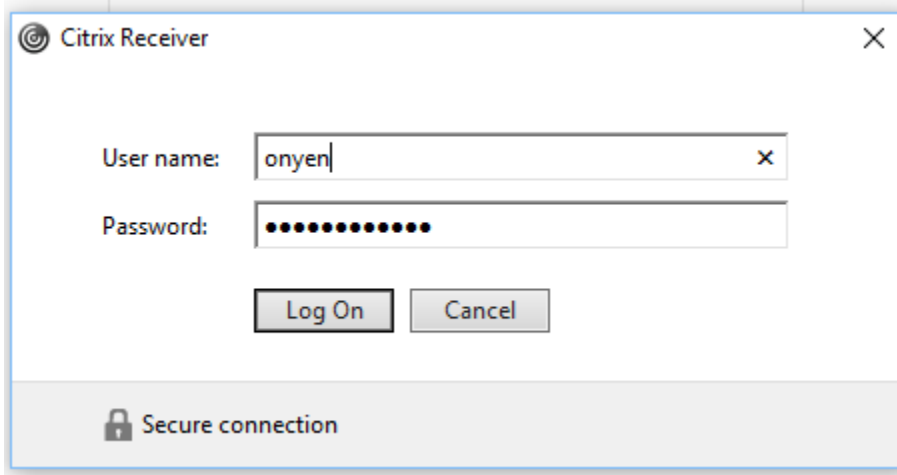 Citrix Receiver
User name: onyen
Password: ••••••••••••
Log On Cancel
Secure connection